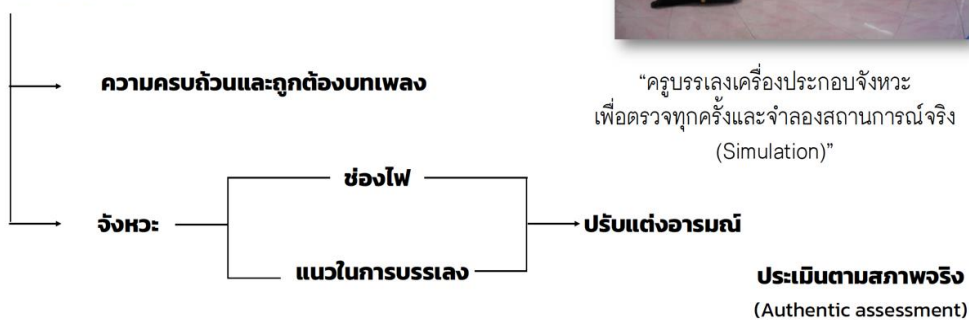 ความครบถ้วนและถูกต้องบทเพลง
“ครูบรรเลงเครื่องประกอบจังหวะ
เพื่อตรวจทุกครั้งและจำลองสถานการณ์จริง
(Simulation)”
ช่องไฟ
จังหวะ
ปรับแต่งอารมณ์
แนวในการบรรเลง
ประเมินตามสภาพจริง
(Authentic assessment)